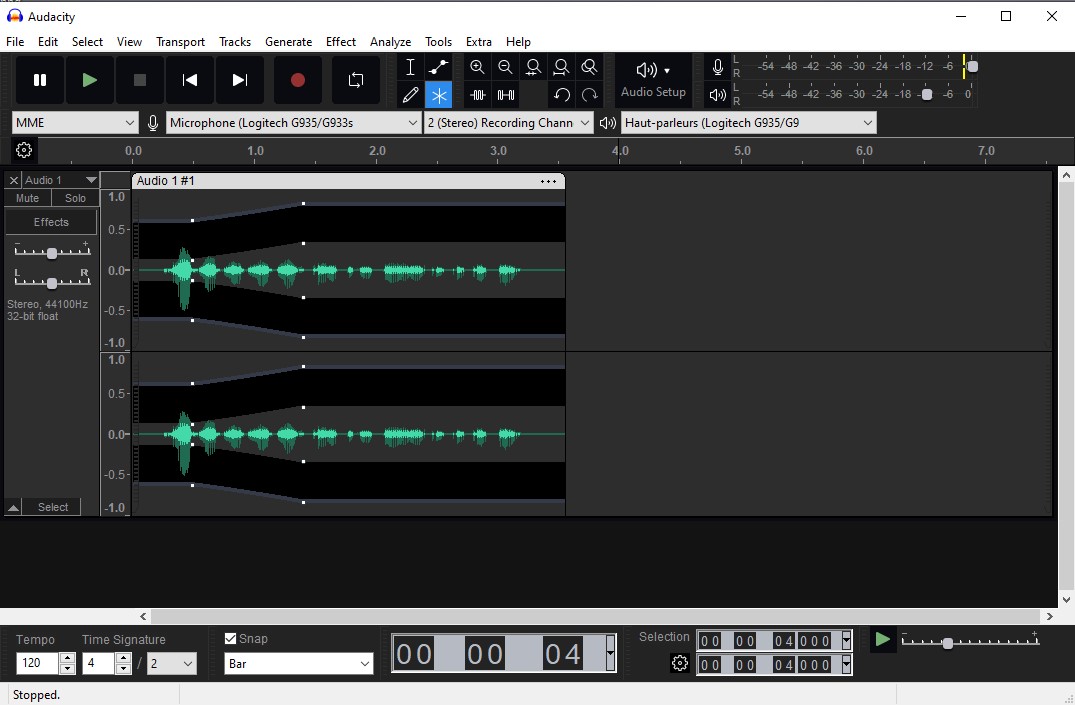 Audacity
File Edit Select View Transport Tracks Generate Effect Analyze Tools Extra Help
L
R
-54 -48 -42 -36 -30 -24 -18 -12 -6
Audio Setup
L
R
-54 -48 -42 -36 -30 -24 -18 -6 0
MME
Microphone (Logitech G935/G933s
2 (Stereo) Recording Chann
Haut-parleurs (Logitech G935/G9
0.0 1.0 2.0 3.0 4.0 5.0 6.0 7.0
Audio 1
Audio 1 #1
Mute Solo
Effects
- +
L R
Stereo, 44100Hz
32-bit float
1.0
0.5
0.0
-0.5
-1.0
1.0
0.5
0.0
-0.5
-1.0
Select
Tempo Time Signature
120 4 / 2
Snap
Bar
00 00 04
Selection
00 00 04 000
00 00 04 000
- +
Stopped.